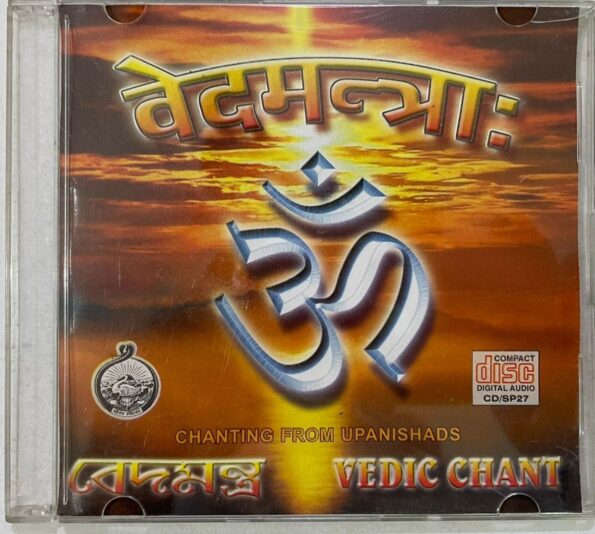 वेदमन्त्राः
ॐ
COMPACT
disc
DIGITAL AUDIO
CD/SP27
CHANTING FROM UPANISHADS
বেদমন্ত্র
VEDIC CHANT